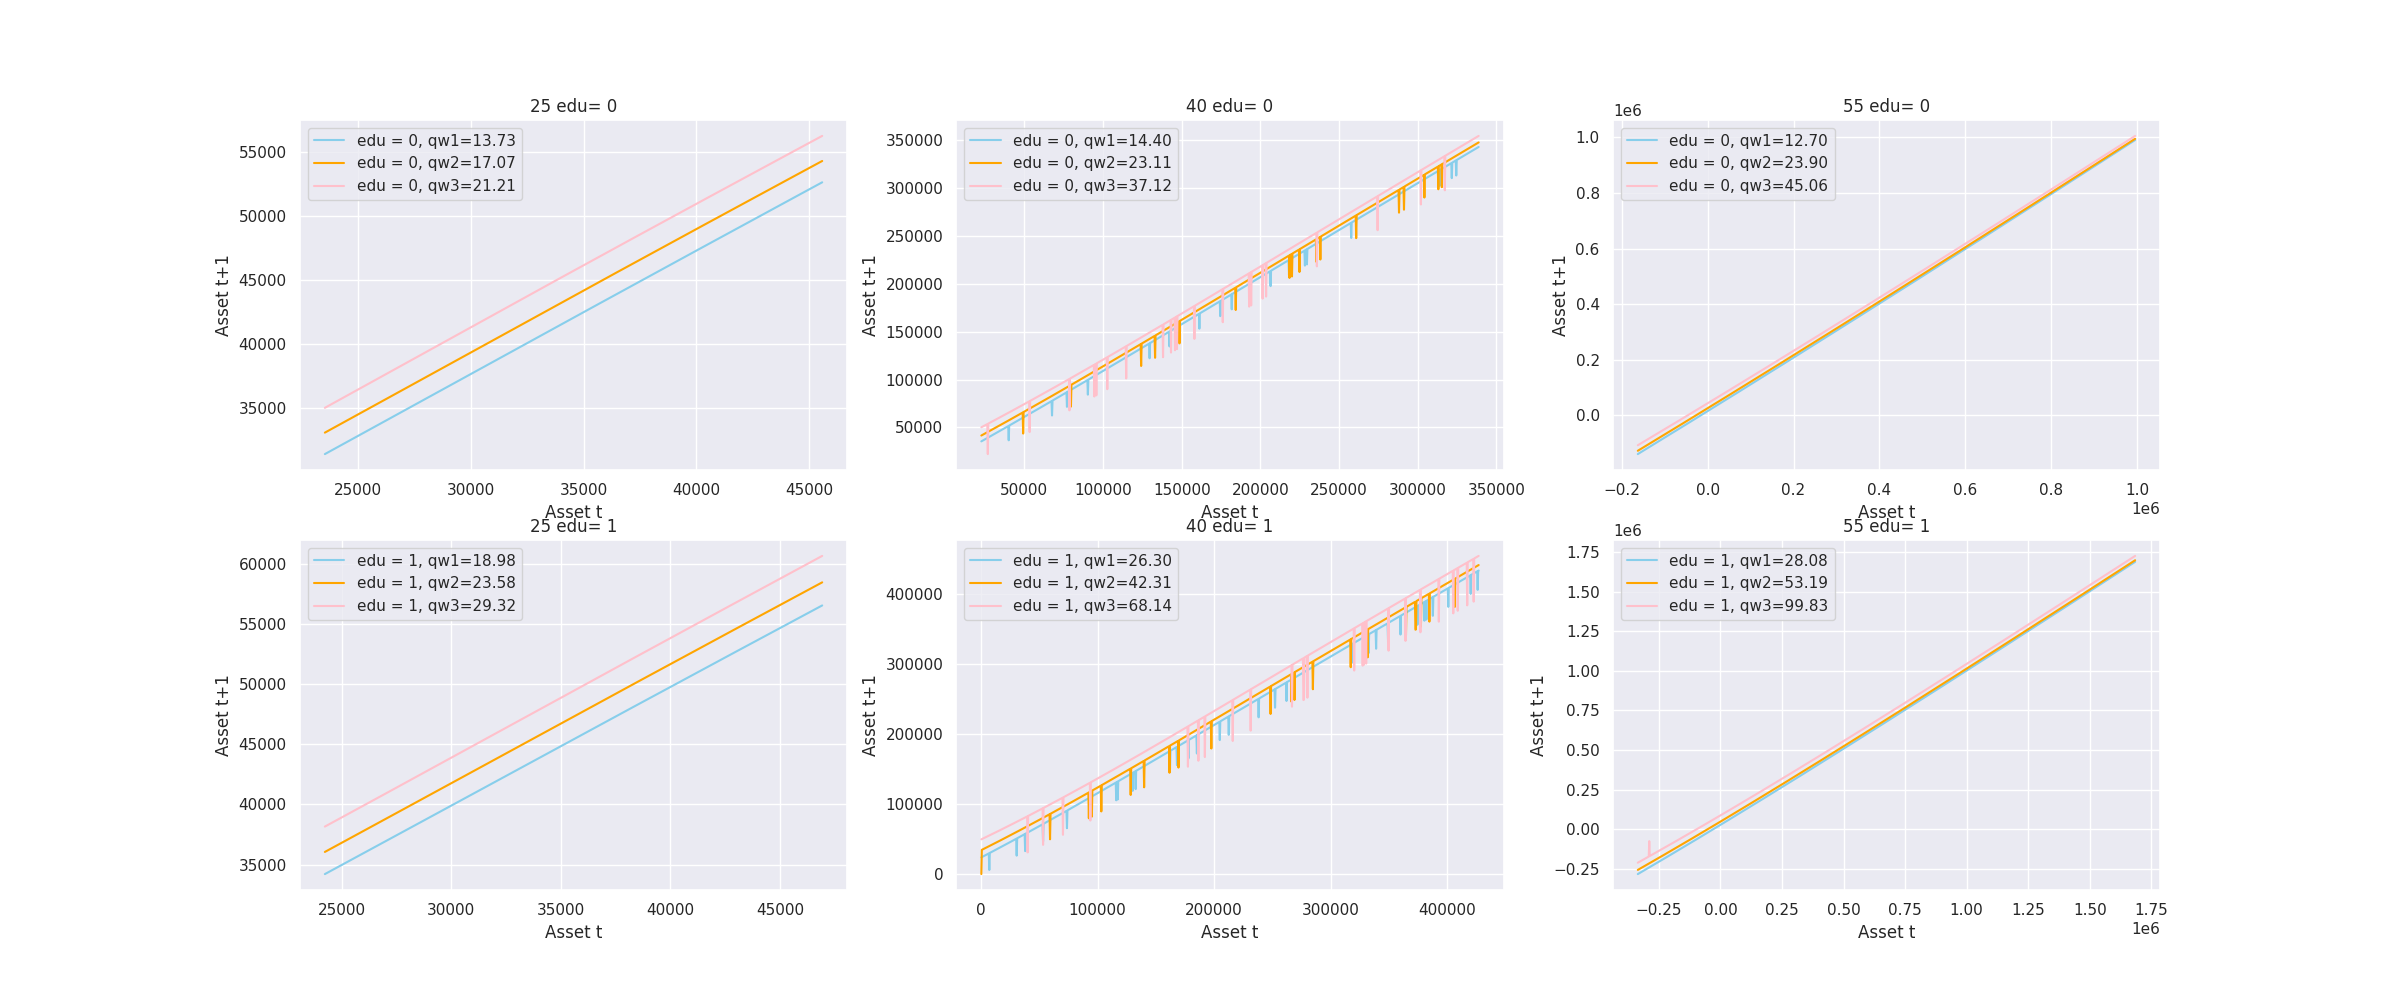 25 edu= 0
edu = 0, qw1=13.73
edu = 0, qw2=17.07
edu = 0, qw3=21.21
55000
50000
45000
40000
35000
Asset t+1
25000 30000 35000 40000 45000
Asset t
40 edu= 0
edu = 0, qw1=14.40
edu = 0, qw2=23.11
edu = 0, qw3=37.12
350000
300000
250000
200000
150000
100000
50000
Asset t+1
50000 100000 150000 200000 250000 300000 350000
Asset t
55 edu= 0
1e6
edu = 0, qw1=12.70
edu = 0, qw2=23.90
edu = 0, qw3=45.06
1.0
0.8
0.6
0.4
0.2
0.0
Asset t+1
−0.2 0.0 0.2 0.4 0.6 0.8 1.0
1e6
Asset t
25 edu= 1
edu = 1, qw1=18.98
edu = 1, qw2=23.58
edu = 1, qw3=29.32
60000
55000
50000
45000
40000
35000
Asset t+1
25000 30000 35000 40000 45000
Asset t
40 edu= 1
edu = 1, qw1=26.30
edu = 1, qw2=42.31
edu = 1, qw3=68.14
400000
300000
200000
100000
0
Asset t+1
0 100000 200000 300000 400000
Asset t
55 edu= 1
1e6
edu = 1, qw1=28.08
edu = 1, qw2=53.19
edu = 1, qw3=99.83
1.75
1.50
1.25
1.00
0.75
0.50
0.25
0.00
−0.25
Asset t+1
−0.25 0.00 0.25 0.50 0.75 1.00 1.25 1.50 1.75
1e6
Asset t